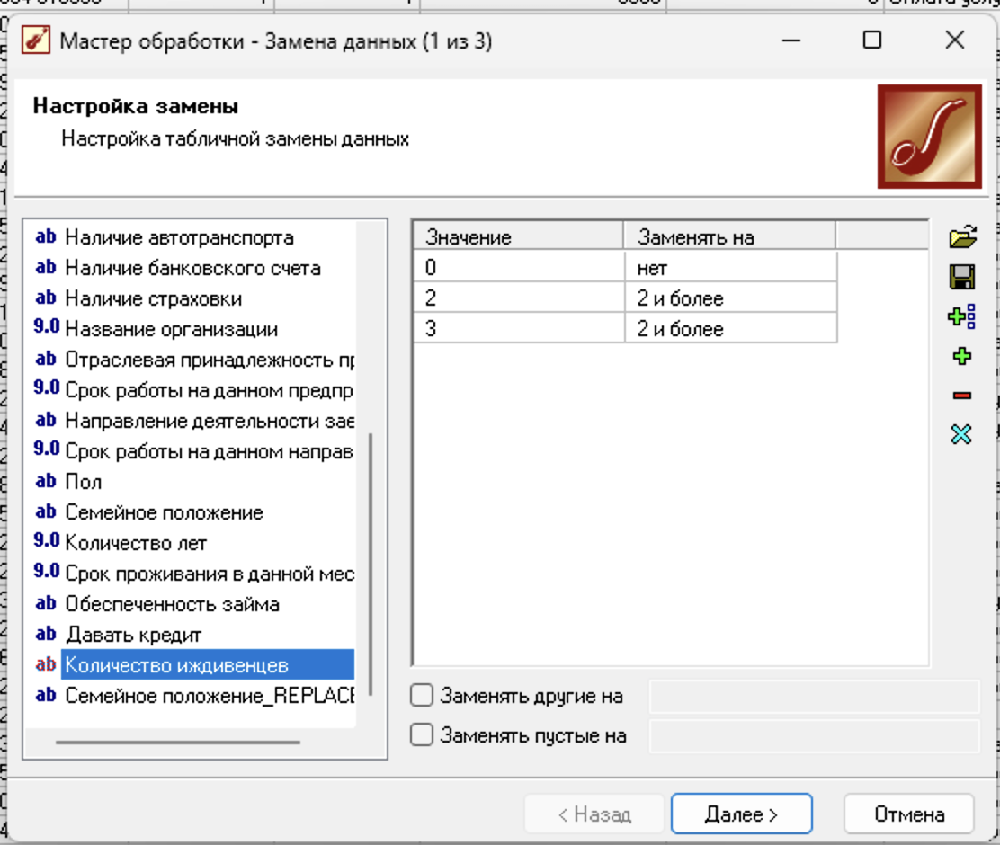 Мастер обработки - Замена данных (1 из 3)
Настройка замены
Настройка табличной замены данных
ab Наличие автотранспорта
ab Наличие банковского счета
ab Наличие страховки
9.0 Название организации
ab Отраслевая принадлежность пр
9.0 Срок работы на данном предпр
ab Направление деятельности зае
9.0 Срок работы на данном направ
ab Пол
ab Семейное положение
9.0 Количество лет
9.0 Срок проживания в данной мес
ab Обеспеченность займа
ab Давать кредит
ab Количество иждивенцев
ab Семейное положение_REPLACE
Значение Заменять на
0 нет
2 2 и более
3 2 и более
Заменять другие на
Заменять пустые на
< Назад Далее > Отмена